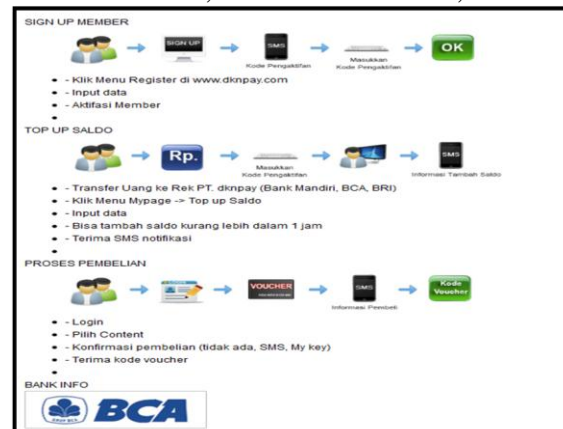 SIGN UP MEMBER
SIGN UP
SMS
OK
Kode Pengaktifan
Masukkan
Kode Pengaktifan
- Klik Menu Register di www.dknpay.com
- Input data
- Aktifasi Member
TOP UP SALDO
Rp.
SMS
Masukkan
Kode Pengaktifan
Informasi Tambah Saldo
- Transfer Uang ke Rek PT. dknpay (Bank Mandiri, BCA, BRI)
- Klik Menu Mypage -> Top up Saldo
- Input data
- Bisa tambah saldo kurang lebih dalam 1 jam
- Terima SMS notifikasi
PROSES PEMBELIAN
VOUCHER
SMS
Kode
Voucher
Informasi Pembeli
- Login
- Pilih Content
- Konfirmasi pembelian (tidak ada, SMS, My key)
- Terima kode voucher
BANK INFO
BCA